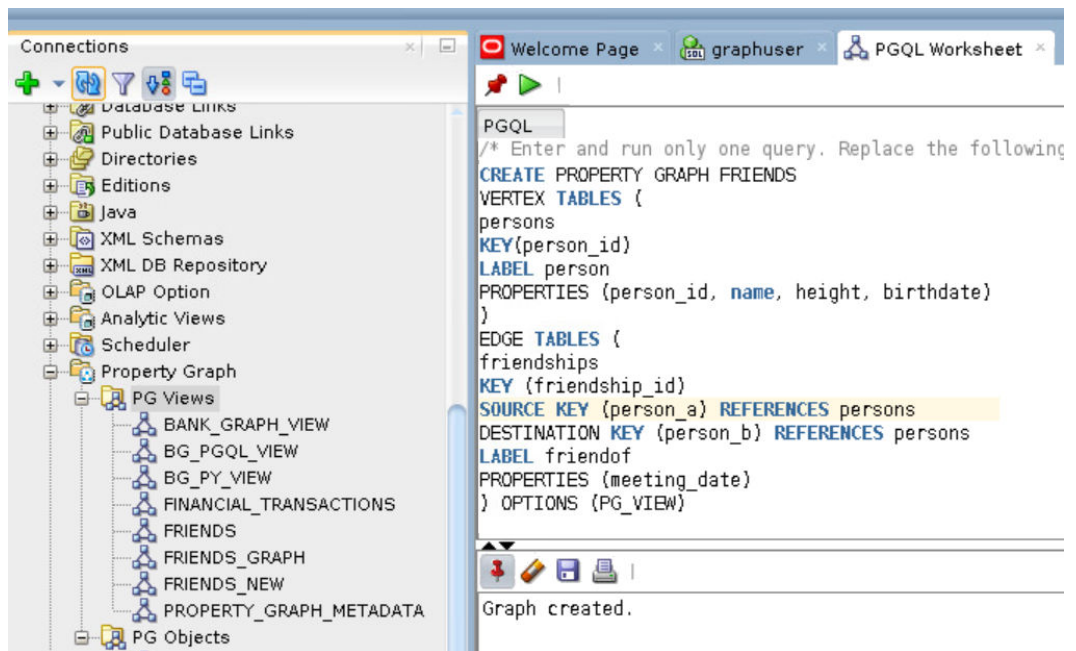 Connections
Database Links
Public Database Links
Directories
Editions
Java
XML Schemas
XML DB Repository
OLAP Option
Analytic Views
Scheduler
Property Graph
PG Views
BANK_GRAPH_VIEW
BG_PGQL_VIEW
BG_PY_VIEW
FINANCIAL_TRANSACTIONS
FRIENDS
FRIENDS_GRAPH
FRIENDS_NEW
PROPERTY_GRAPH_METADATA
PG Objects
Welcome Page graphuser PGQL Worksheet
PGQL
/* Enter and run only one query. Replace the following
CREATE PROPERTY GRAPH FRIENDS
VERTEX TABLES (
persons
KEY(person_id)
LABEL person
PROPERTIES (person_id, name, height, birthdate)
)
EDGE TABLES (
friendships
KEY (friendship_id)
SOURCE KEY (person_a) REFERENCES persons
DESTINATION KEY (person_b) REFERENCES persons
LABEL friendof
PROPERTIES (meeting_date)
) OPTIONS (PG_VIEW)
Graph created.